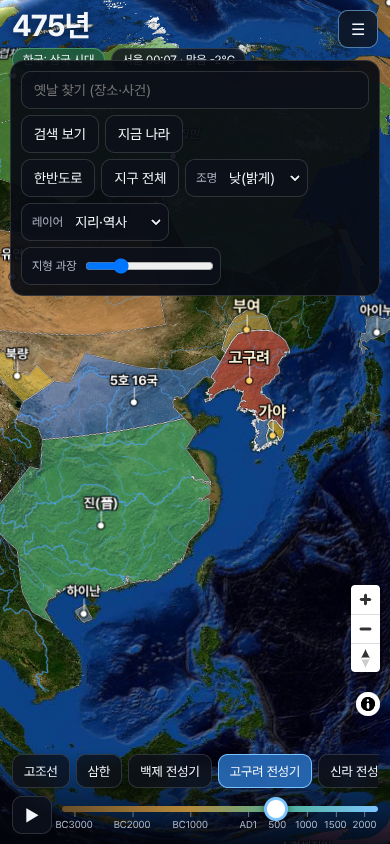 475년
☰
한국: 삼국 시대
서울 00:07 · 맑음 -2°C
옛날 찾기 (장소·사건)
검색 보기
지금 나라
한반도로
지구 전체
조명 낮(밝게)
레이어 지리·역사
지형 과장
부여
아이누
고구려
북량
5호 16국
가야
진(晉)
하이난
고조선
삼한
백제 전성기
고구려 전성기
신라 전성
BC3000 BC2000 BC1000 AD1 500 1000 1500 2000